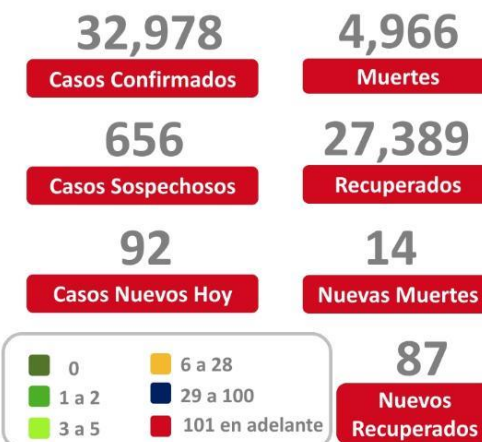 32,978
Casos Confirmados
4,966
Muertes
656
Casos Sospechosos
27,389
Recuperados
92
Casos Nuevos Hoy
14
Nuevas Muertes
0
1 a 2
3 a 5
6 a 28
29 a 100
101 en adelante
87
Nuevos
Recuperados